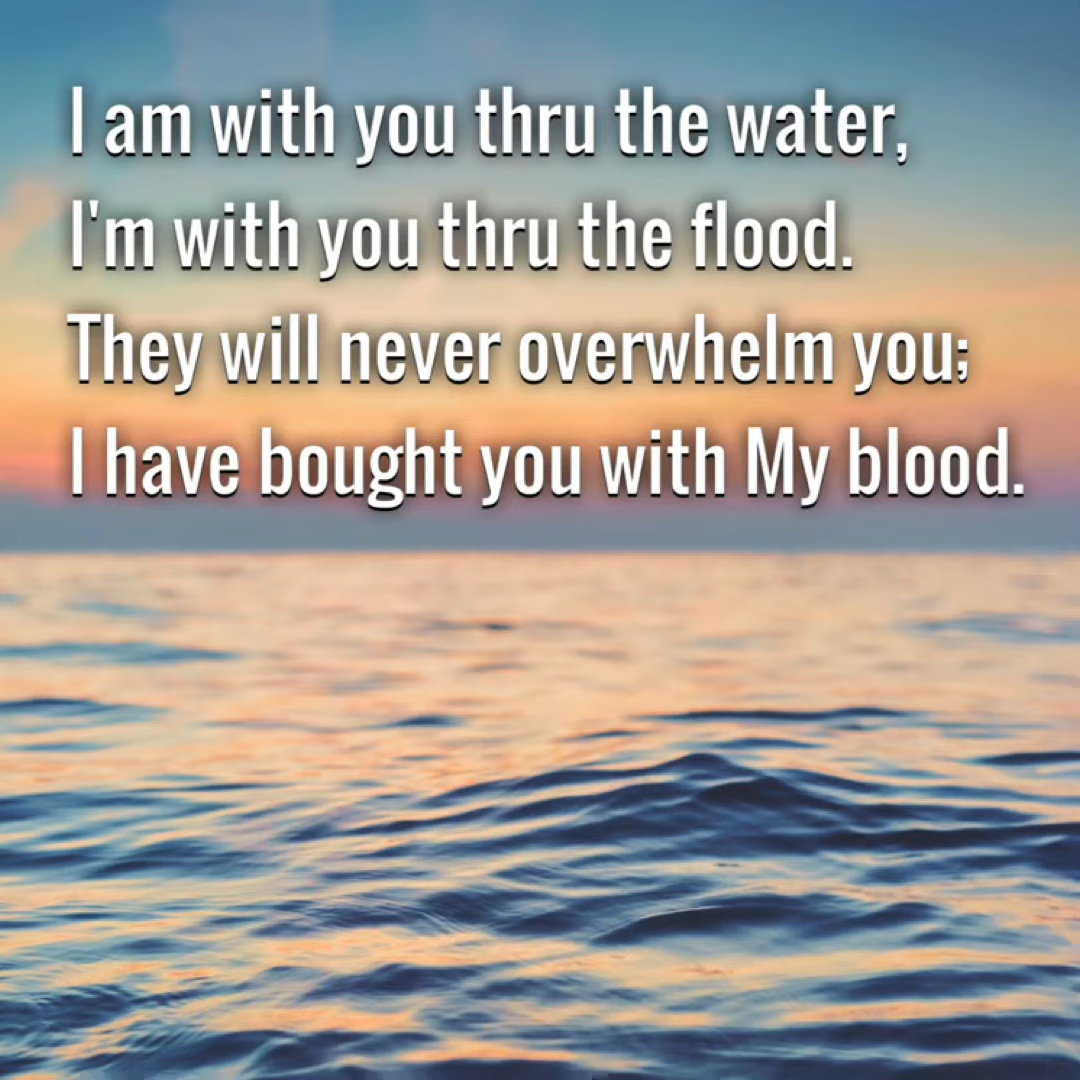 I am with you thru the water,
I'm with you thru the flood.
They will never overwhelm you;
I have bought you with My blood.